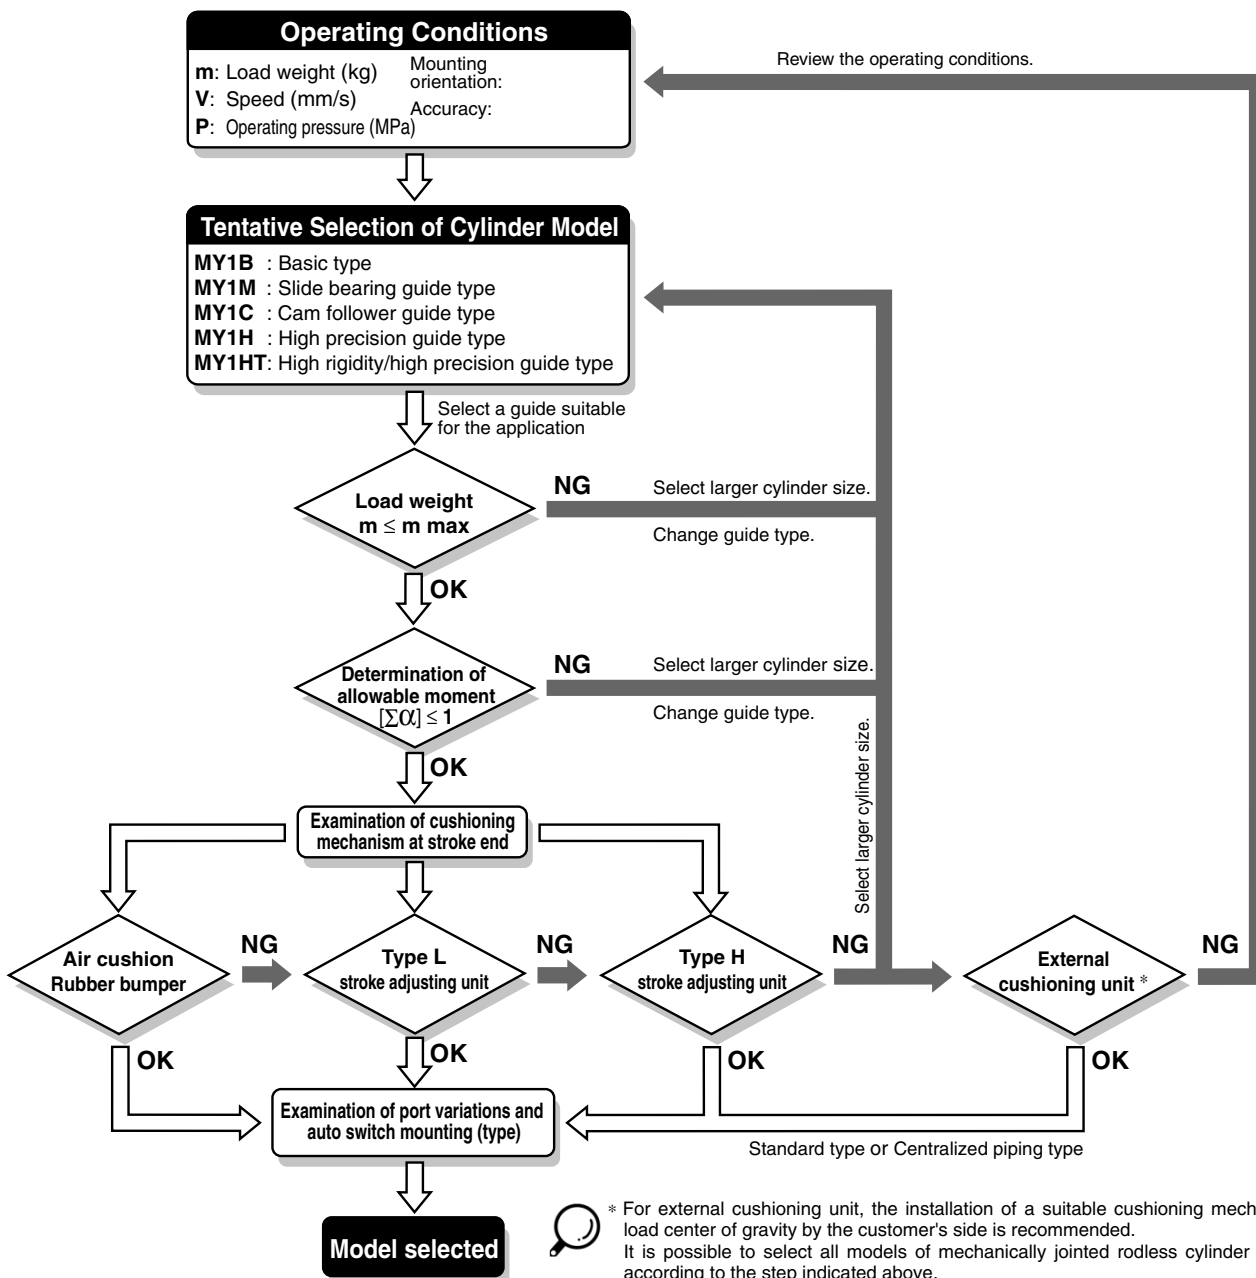 Operating Conditions
m: Load weight (kg)
V: Speed (mm/s)
P: Operating pressure (MPa)
Mounting
orientation:
Accuracy:
Review the operating conditions.
Tentative Selection of Cylinder Model
MY1B : Basic type
MY1M : Slide bearing guide type
MY1C : Cam follower guide type
MY1H : High precision guide type
MY1HT: High rigidity/high precision guide type
Select a guide suitable
for the application
Load weight
m ≤ m max
NG
Select larger cylinder size.
Change guide type.
OK
Determination of
allowable moment
[∑α] ≤ 1
NG
Select larger cylinder size.
Change guide type.
OK
Select larger cylinder size.
Examination of cushioning
mechanism at stroke end
Air cushion
Rubber bumper
NG
Type L
stroke adjusting unit
NG
Type H
stroke adjusting unit
NG
External
cushioning unit *
NG
OK
OK
OK
OK
Examination of port variations and
auto switch mounting (type)
Standard type or Centralized piping type
Model selected
* For external cushioning unit, the installation of a suitable cushioning mech
load center of gravity by the customer's side is recommended.
It is possible to select all models of mechanically jointed rodless cylinder
according to the step indicated above.